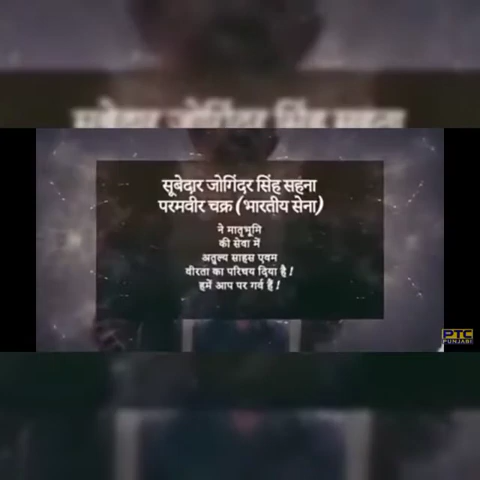 सूबेदार जोगिंदर सिंह सहना
परमवीर चक्र (भारतीय सेना)
ने मातृभूमि
की सेवा में
अतुल्य साहस एवम
वीरता का परिचय दिया है !
हमें आप पर गर्व हैं !
PTC
PUNJABI